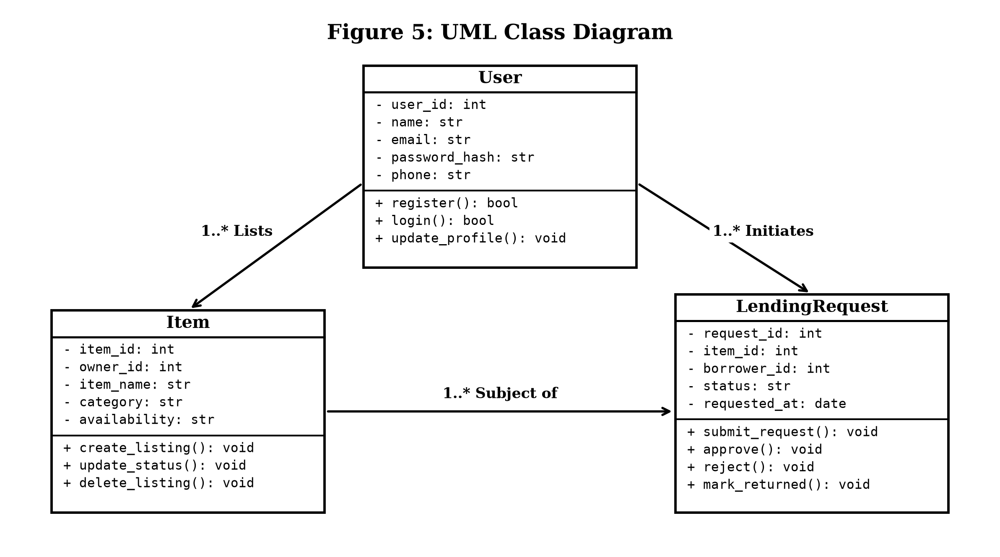 Figure 5: UML Class Diagram
User
- user_id: int
- name: str
- email: str
- password_hash: str
- phone: str
+ register(): bool
+ login(): bool
+ update_profile(): void
1..* Lists
1..* Initiates
Item
- item_id: int
- owner_id: int
- item_name: str
- category: str
- availability: str
+ create_listing(): void
+ update_status(): void
+ delete_listing(): void
1..* Subject of
LendingRequest
- request_id: int
- item_id: int
- borrower_id: int
- status: str
- requested_at: date
+ submit_request(): void
+ approve(): void
+ reject(): void
+ mark_returned(): void